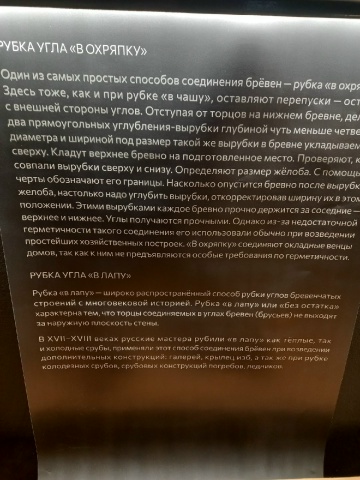 РУБКА УГЛА «В ОХРЯПКУ»
Один из самых простых способов соединения брёвен — рубка «в охря
Здесь тоже, как и при рубке «в чашу», оставляют перепуски — ост
с внешней стороны углов. Отступая от торцов на нижнем бревне, дел
два прямоугольных углубления-вырубки глубиной чуть меньше четве
диаметра и шириной под размер такой же вырубки в бревне укладываем
сверху. Кладут верхнее бревно на подготовленное место. Проверяют, к
совпали вырубки сверху и снизу. Определяют размер жёлоба. С помощь
черты обозначают его границы. Насколько опустится бревно после вырубк
жёлоба, настолько надо углубить вырубки, откорректировав ширину их в этом
положении. Этими вырубками каждое бревно прочно держится за соседние —
верхнее и нижнее. Углы получаются прочными. Однако из-за недостаточной
герметичности такого соединения его использовали обычно при возведении
простейших хозяйственных построек. «В охряпку» соединяют окладные венцы
домов, так как к ним не предъявляются особые требования по герметичности.
РУБКА УГЛА «В ЛАПУ»
Рубка «в лапу» — широко распространённый способ рубки углов бревенчатых
строений с многовековой историей. Рубка «в лапу» или «без остатка»
характерна тем, что торцы соединяемых в углах бревен (брусьев) не выходят
за наружную плоскость стены.
В XVII–XVIII веках русские мастера рубили «в лапу» как тёплые, так
и холодные срубы, применяли этот способ соединения брёвен при возведении
дополнительных конструкций: галерей, крылец изб, а так же при рубке
колодезных срубов, срубовых конструкций погребов, ледников.